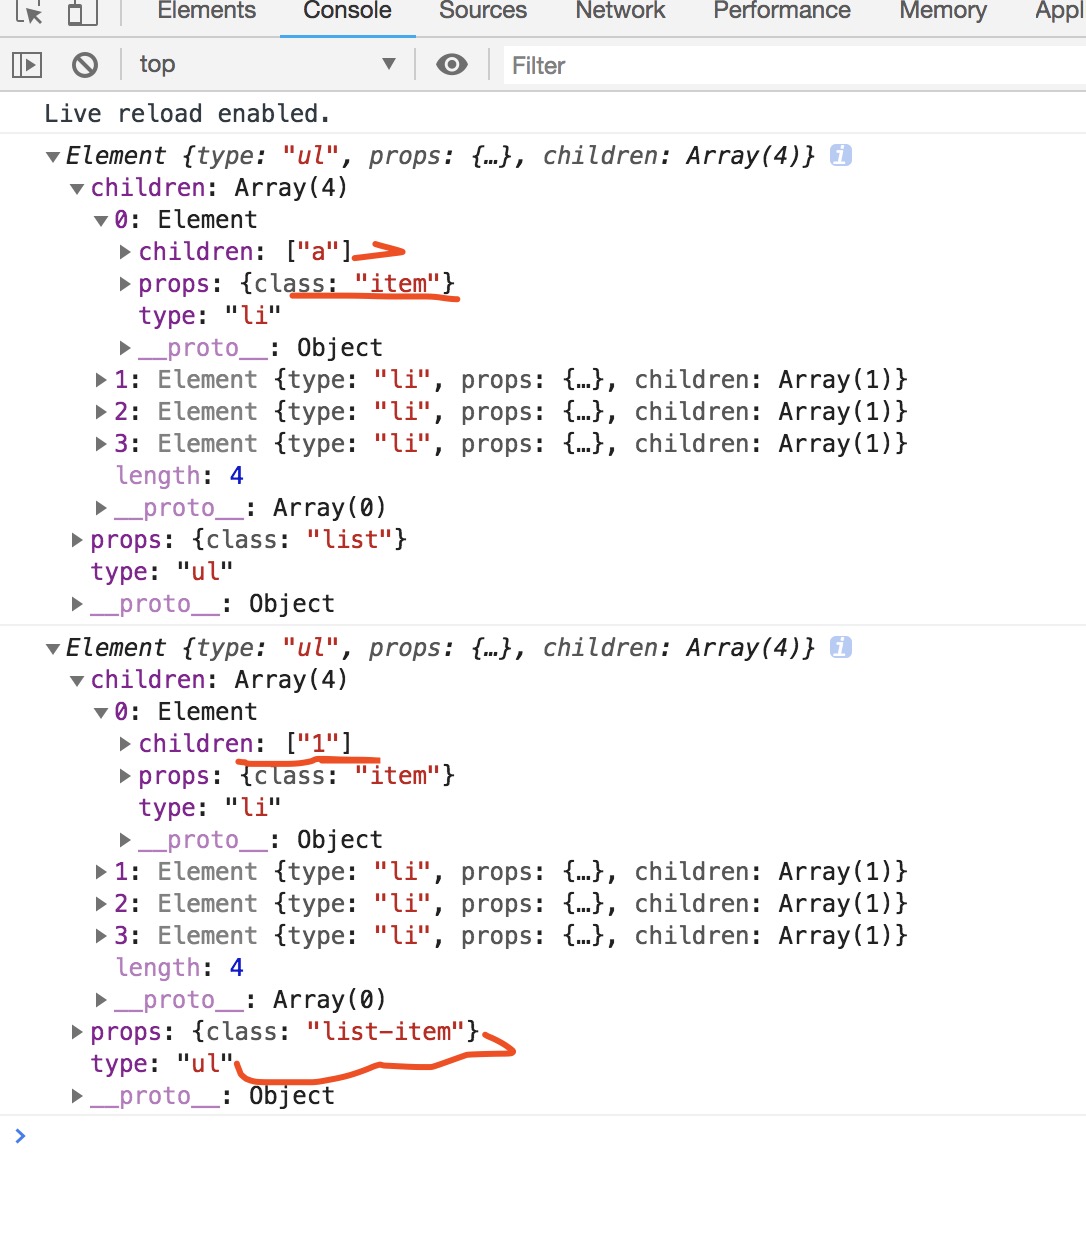 Elements Console Sources Network Performance Memory Appl
top Filter
Live reload enabled.
Element {type: "ul", props: {…}, children: Array(4)} i
children: Array(4)
0: Element
children: ["a"]
props: {class: "item"}
type: "li"
__proto__: Object
1: Element {type: "li", props: {…}, children: Array(1)}
2: Element {type: "li", props: {…}, children: Array(1)}
3: Element {type: "li", props: {…}, children: Array(1)}
length: 4
__proto__: Array(0)
props: {class: "list"}
type: "ul"
__proto__: Object
Element {type: "ul", props: {…}, children: Array(4)} i
children: Array(4)
0: Element
children: ["1"]
props: {class: "item"}
type: "li"
__proto__: Object
1: Element {type: "li", props: {…}, children: Array(1)}
2: Element {type: "li", props: {…}, children: Array(1)}
3: Element {type: "li", props: {…}, children: Array(1)}
length: 4
__proto__: Array(0)
props: {class: "list-item"}
type: "ul"
__proto__: Object